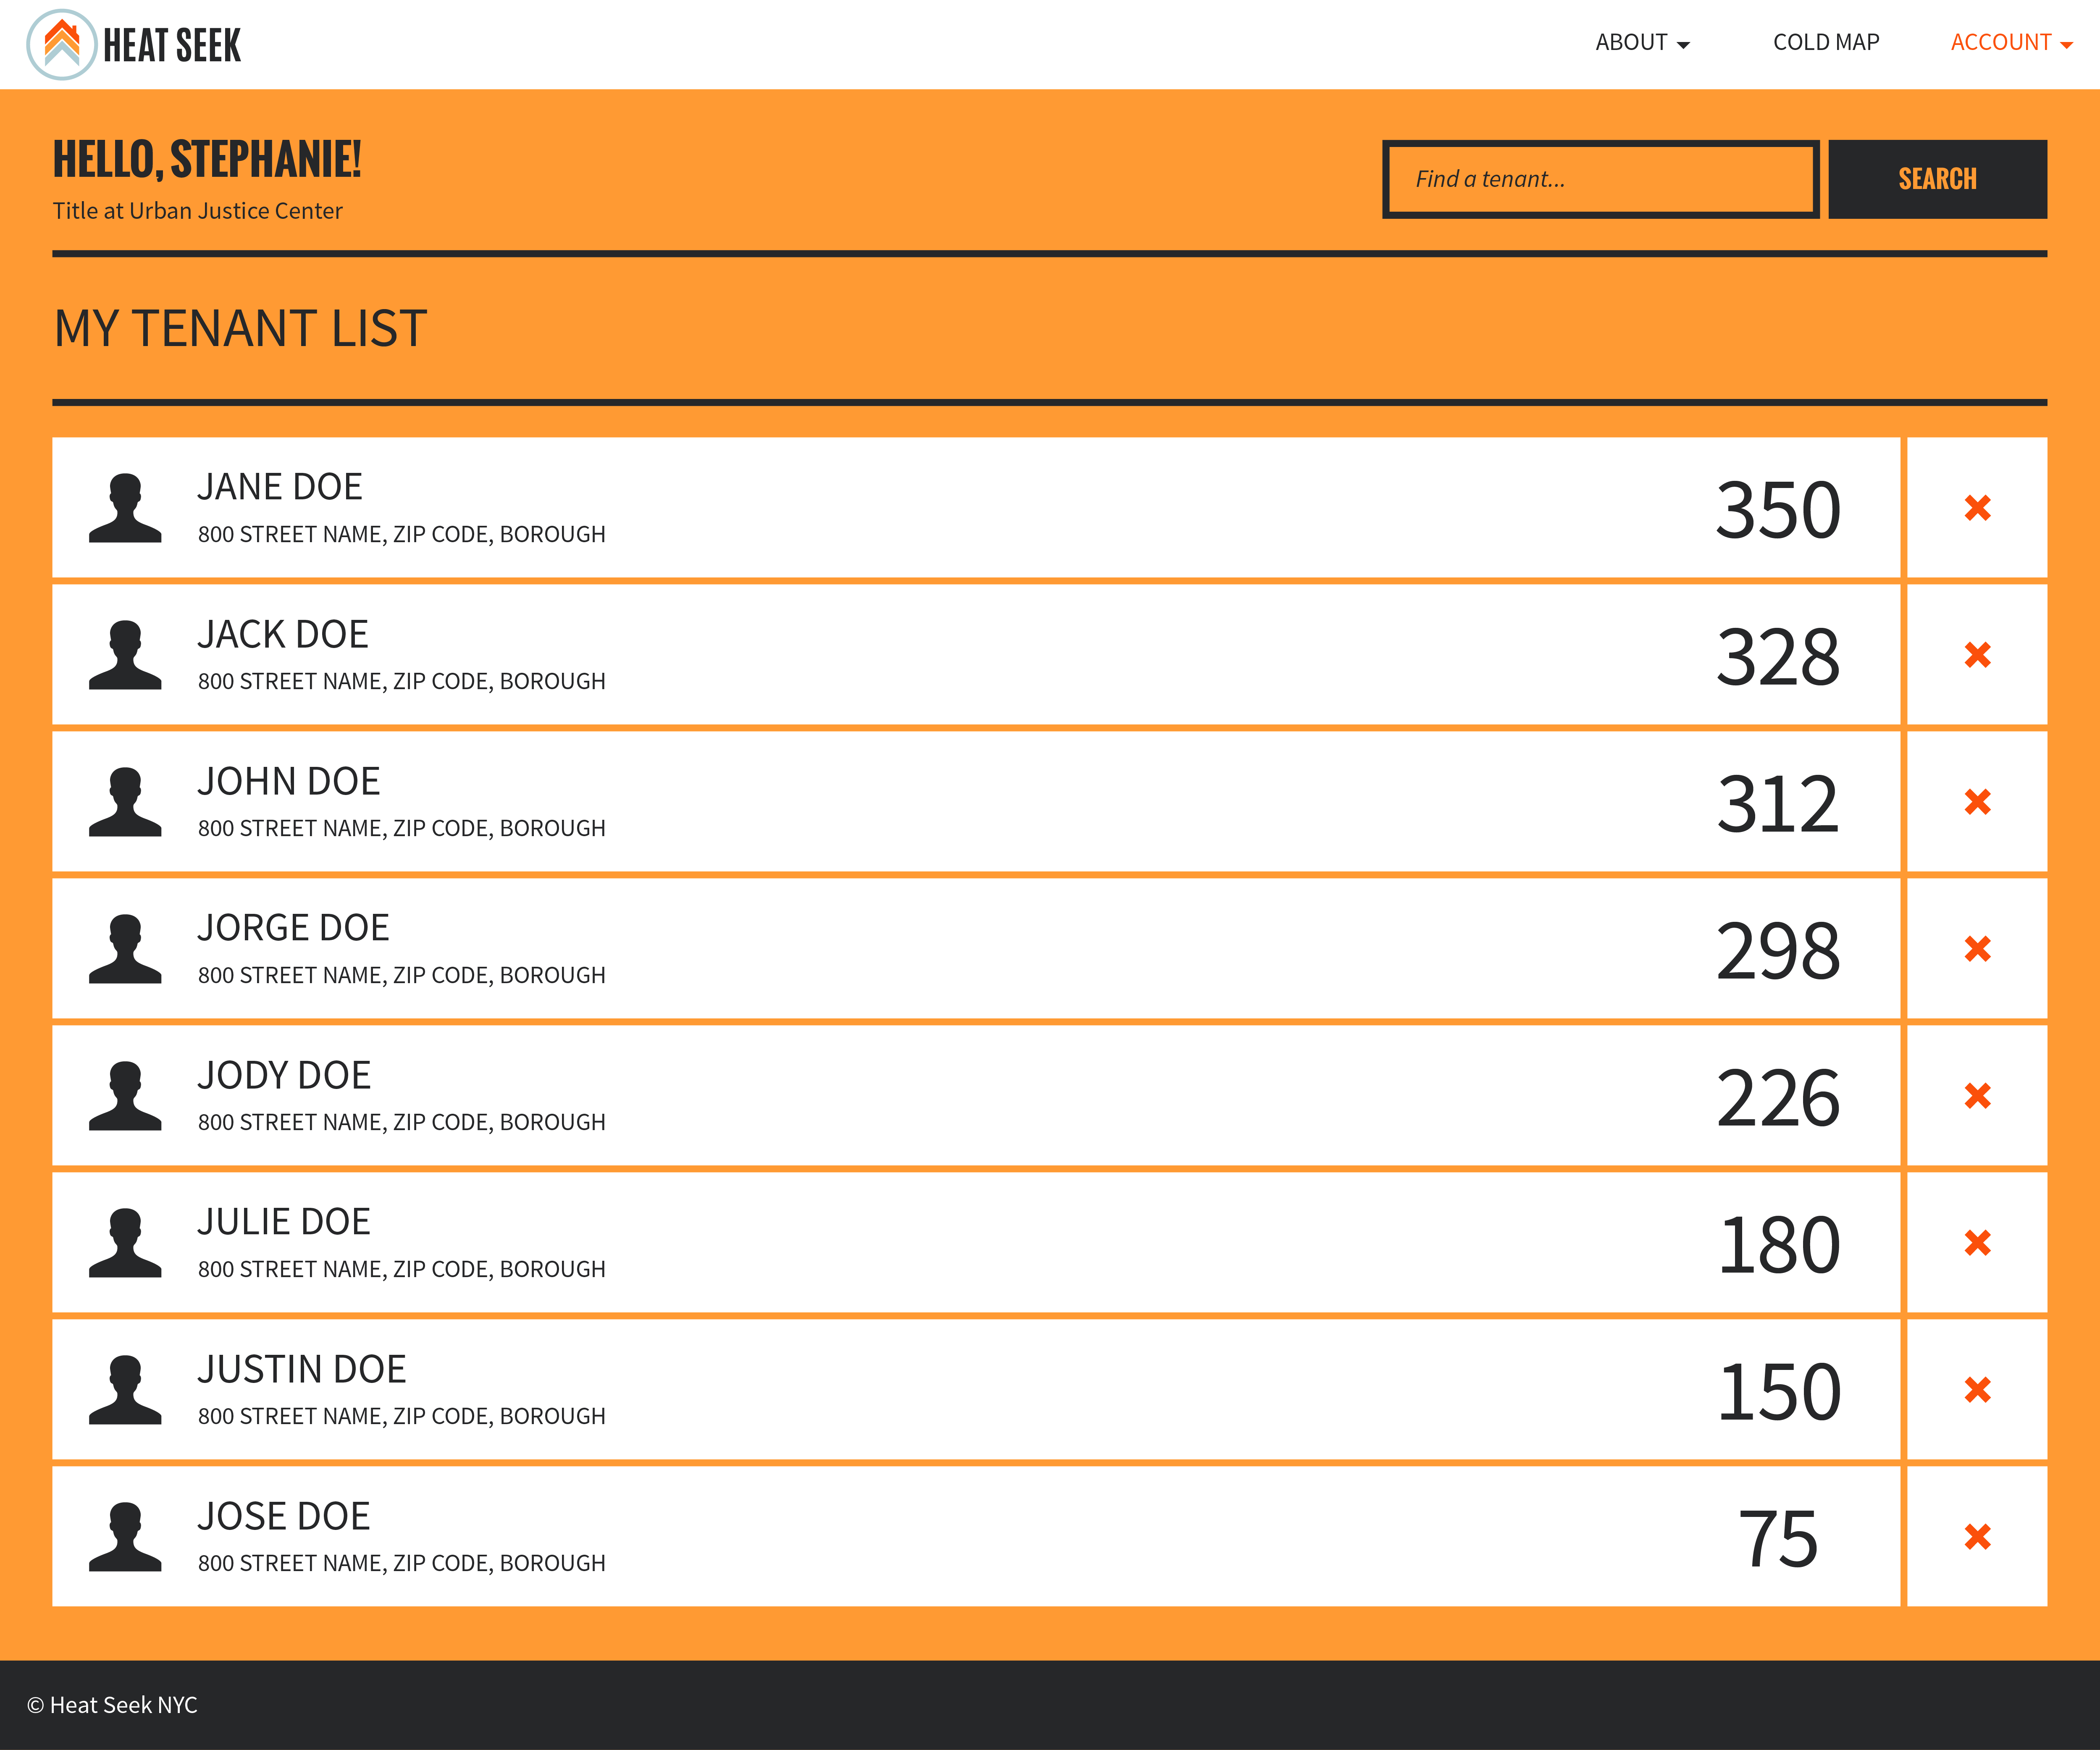 HEAT SEEK
ABOUT
COLD MAP
ACCOUNT
HELLO, STEPHANIE!
Title at Urban Justice Center
Find a tenant...
SEARCH
MY TENANT LIST
JANE DOE
800 STREET NAME, ZIP CODE, BOROUGH
350
JACK DOE
800 STREET NAME, ZIP CODE, BOROUGH
328
JOHN DOE
800 STREET NAME, ZIP CODE, BOROUGH
312
JORGE DOE
800 STREET NAME, ZIP CODE, BOROUGH
298
JODY DOE
800 STREET NAME, ZIP CODE, BOROUGH
226
JULIE DOE
800 STREET NAME, ZIP CODE, BOROUGH
180
JUSTIN DOE
800 STREET NAME, ZIP CODE, BOROUGH
150
JOSE DOE
800 STREET NAME, ZIP CODE, BOROUGH
75
© Heat Seek NYC